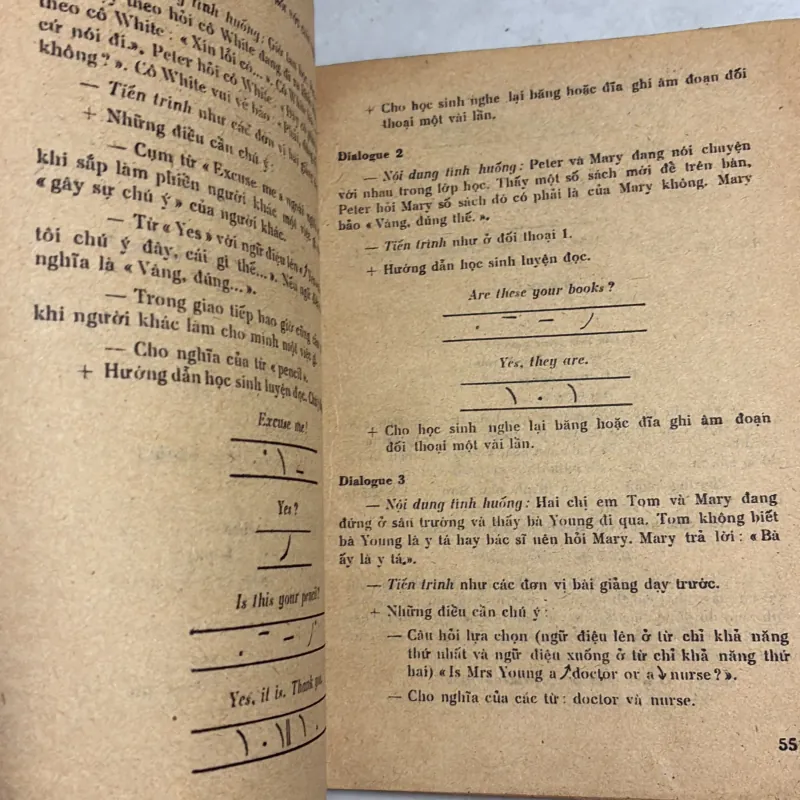 theo cô White : « Xin lỗi cô...». Cô
cứ nói đi.». Peter hỏi cô White
không ?». Cô White vui vẻ bảo
— Tiến trình như các đơn vị bài giảng
+ Những điều cần chú ý :
— Cụm từ « Excuse me »
khi sắp làm phiền người khác một việc
« gây sự chú ý » của người khác.
— Từ « Yes » với ngữ điệu lên
tôi chú ý đây, cái gì thế...». Nếu ngữ
nghĩa là « Vâng, đúng...».
— Trong giao tiếp bao giờ cũng
khi người khác làm cho mình một việc
— Cho nghĩa của từ « pencil ».
+ Hướng dẫn học sinh luyện đọc.
Excuse me!
Yes?
Is this your pencil?
Yes, it is. Thank you.
+ Cho học sinh nghe lại băng hoặc đĩa ghi âm đoạn đối
thoại một vài lần.
Dialogue 2
— Nội dung tình huống : Peter và Mary đang nói chuyện
với nhau trong lớp học. Thấy một số sách mới để trên bàn,
Peter hỏi Mary số sách đó có phải là của Mary không. Mary
bảo « Vâng, đúng thế. ».
— Tiến trình như ở đối thoại 1.
+ Hướng dẫn học sinh luyện đọc.
Are these your books ?
Yes, they are.
+ Cho học sinh nghe lại băng hoặc đĩa ghi âm đoạn
đối thoại một vài lần.
Dialogue 3
— Nội dung tình huống : Hai chị em Tom và Mary đang
đứng ở sân trường và thấy bà Young đi qua. Tom không biết
bà Young là y tá hay bác sĩ nên hỏi Mary. Mary trả lời : « Bà
ấy là y tá.».
— Tiến trình như các đơn vị bài giảng dạy trước.
+ Những điều cần chú ý :
— Câu hỏi lựa chọn (ngữ điệu lên ở từ chỉ khả năng
thứ nhất và ngữ điệu xuống ở từ chỉ khả năng thứ
hai) « Is Mrs Young a ↗doctor or a ↓ nurse ? ».
— Cho nghĩa của các từ : doctor và nurse.
55